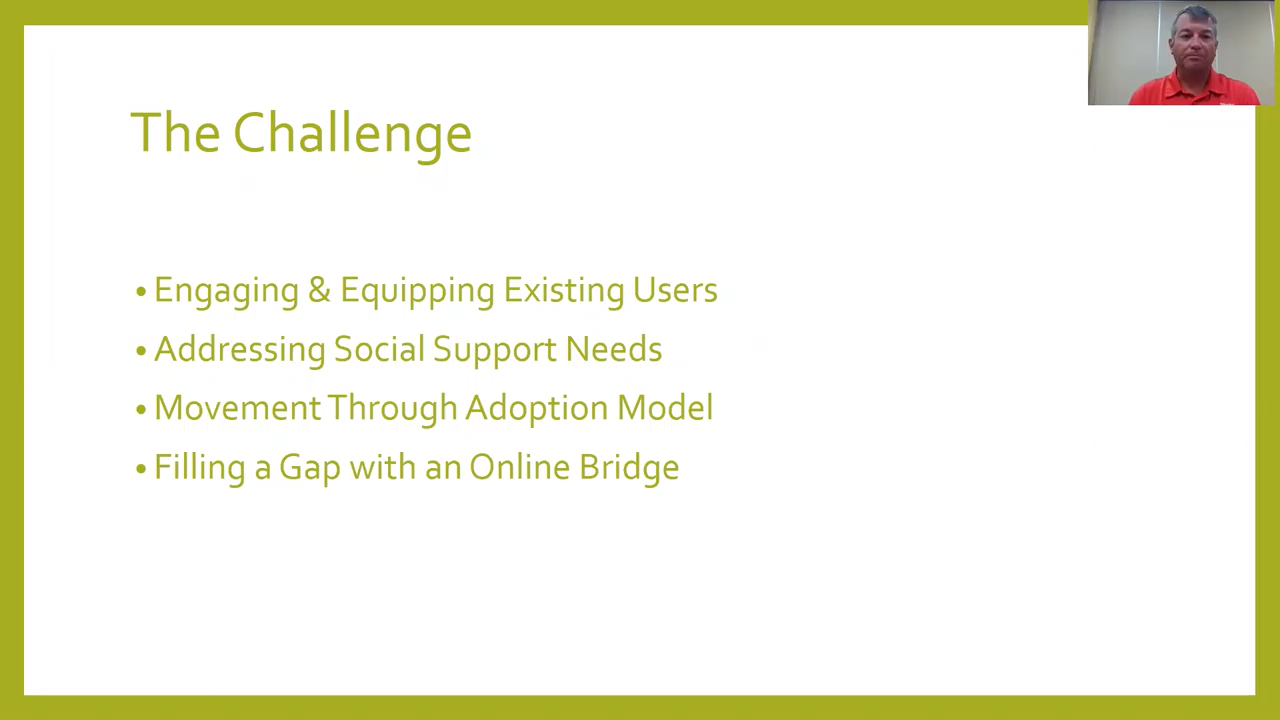 The Challenge
• Engaging & Equipping Existing Users
• Addressing Social Support Needs
• Movement Through Adoption Model
• Filling a Gap with an Online Bridge